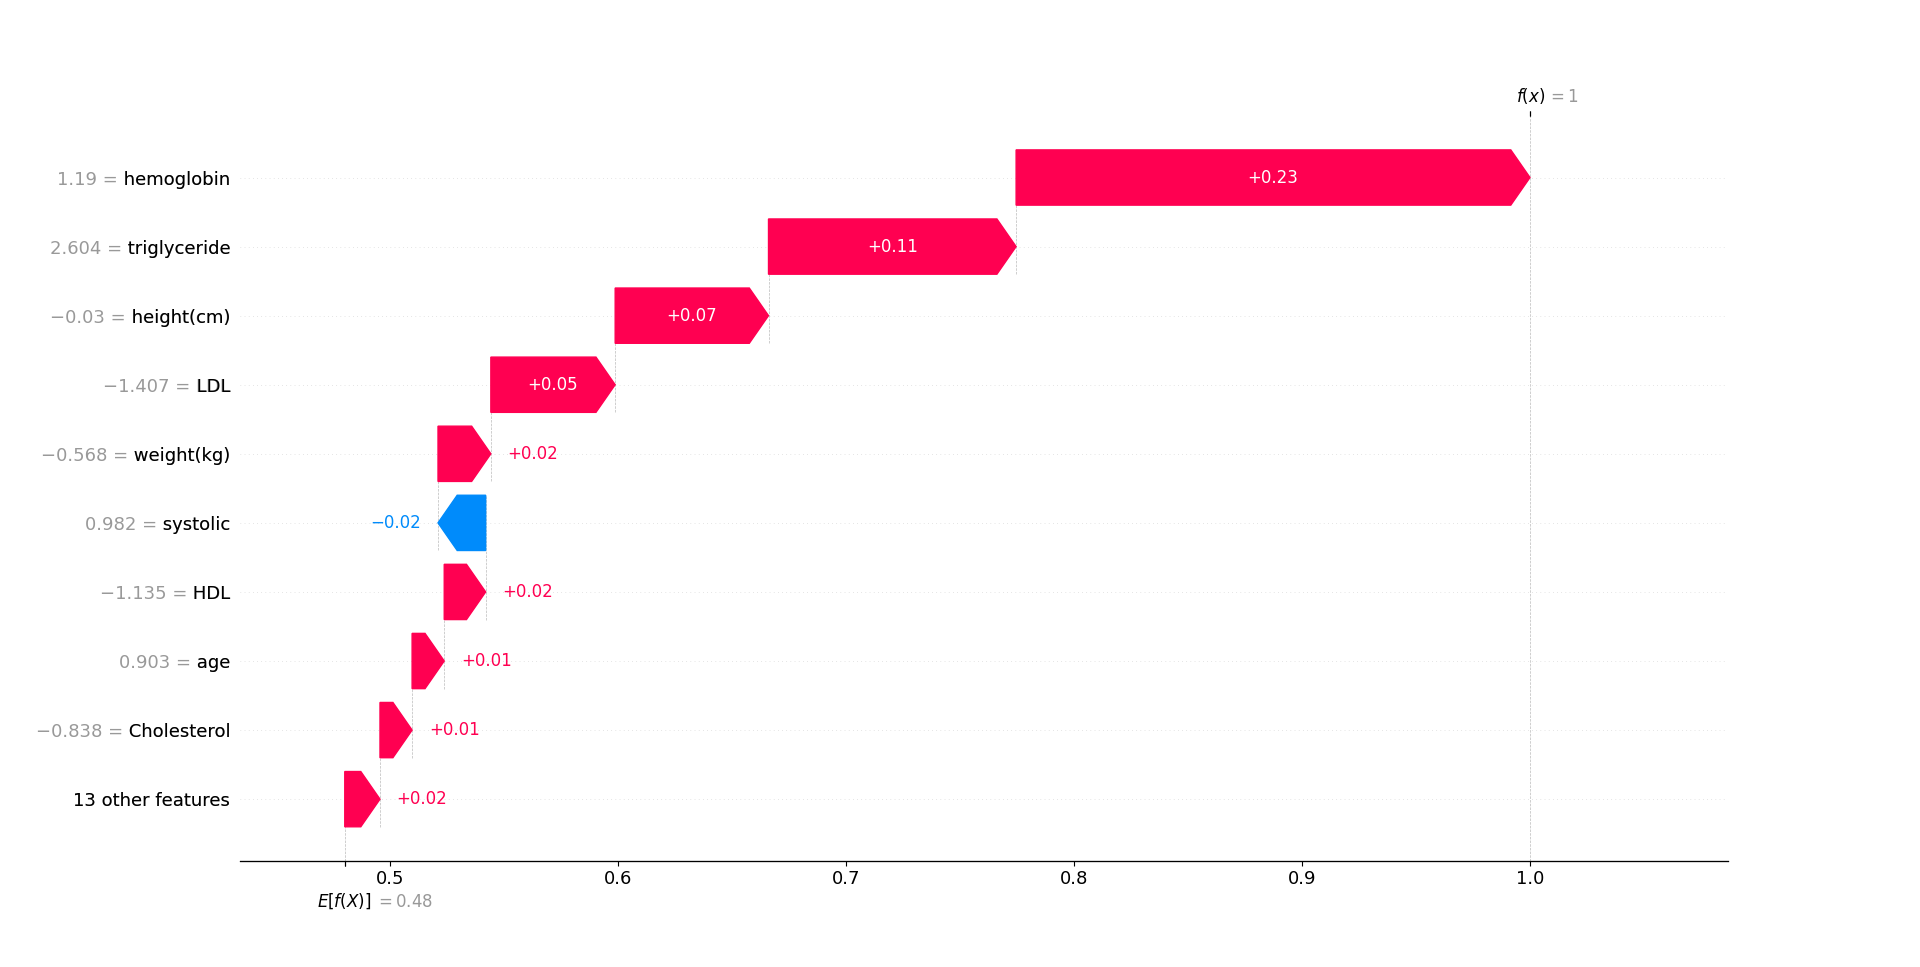 f(x) = 1
1.19 = hemoglobin
+0.23
2.604 = triglyceride
+0.11
−0.03 = height(cm)
+0.07
−1.407 = LDL
+0.05
−0.568 = weight(kg)
+0.02
0.982 = systolic
−0.02
−1.135 = HDL
+0.02
0.903 = age
+0.01
−0.838 = Cholesterol
+0.01
13 other features
+0.02
0.5 0.6 0.7 0.8 0.9 1.0
E[f(X)] = 0.48